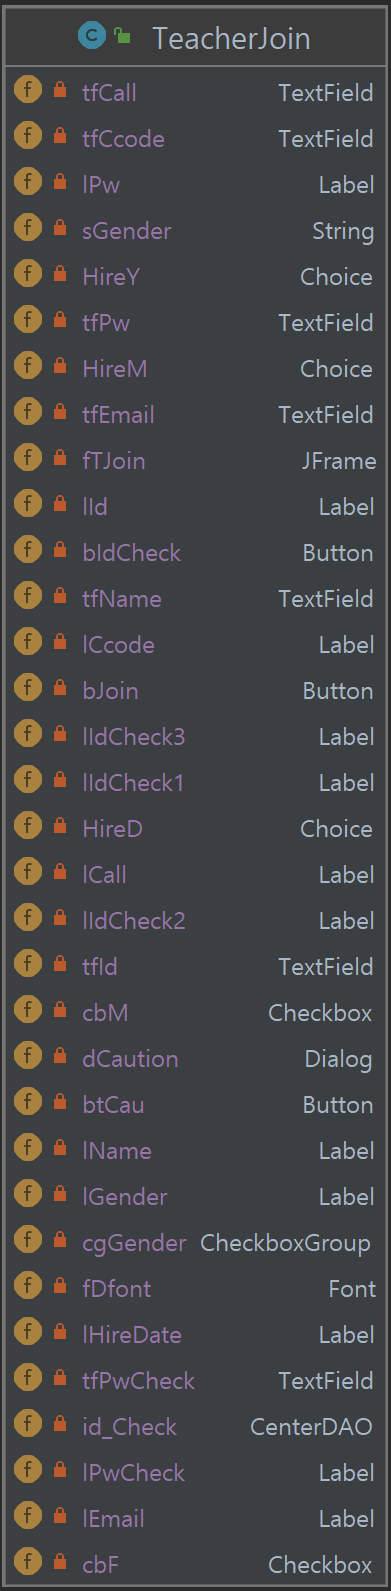 C TeacherJoin
f tfCall TextField
f tfCcode TextField
f lPw Label
f sGender String
f HireY Choice
f tfPw TextField
f HireM Choice
f tfEmail TextField
f fTJoin JFrame
f lId Label
f bIdCheck Button
f tfName TextField
f lCcode Label
f bJoin Button
f lIdCheck3 Label
f lIdCheck1 Label
f HireD Choice
f lCall Label
f lIdCheck2 Label
f tfId TextField
f cbM Checkbox
f dCaution Dialog
f btCau Button
f lName Label
f lGender Label
f cgGender CheckboxGroup
f fDfont Font
f lHireDate Label
f tfPwCheck TextField
f id_Check CenterDAO
f lPwCheck Label
f lEmail Label
f cbF Checkbox